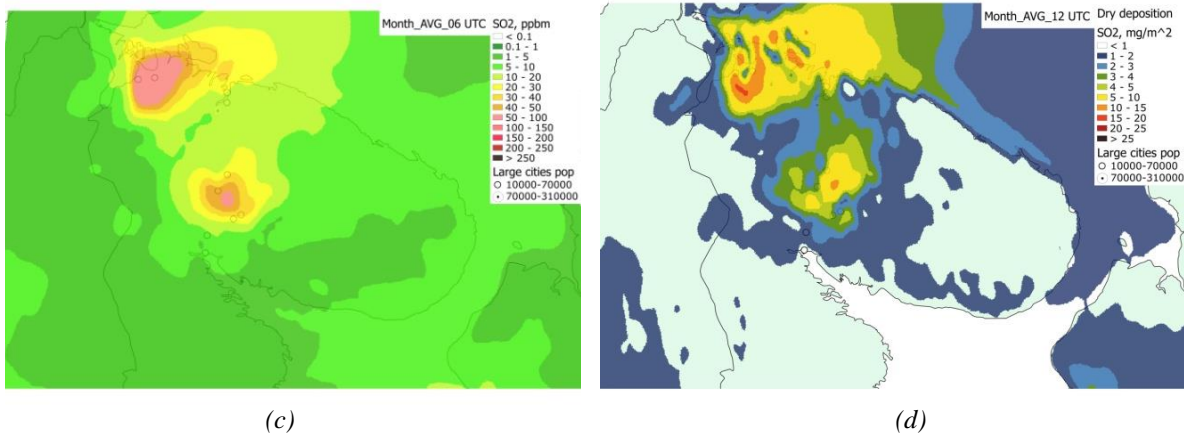 Month_AVG_06 UTC
SO2, ppbm
< 0.1
0.1 - 1
1 - 5
5 - 10
10 - 20
20 - 30
30 - 40
40 - 50
50 - 100
100 - 150
150 - 200
200 - 250
> 250
Large cities pop
10000-70000
70000-310000
(c)
Month_AVG_12 UTC
Dry deposition
SO2, mg/m^2
< 1
1 - 2
2 - 3
3 - 4
4 - 5
5 - 10
10 - 15
15 - 20
20 - 25
> 25
Large cities pop
10000-70000
70000-310000
(d)